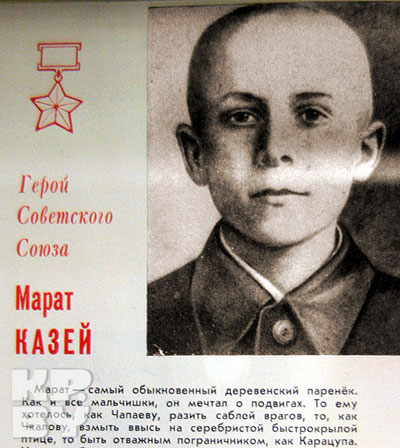 Герой
Советского
Союза
Марат
КАЗЕЙ
Марат — самый обыкновенный деревенский паренёк.
Как и все мальчишки, он мечтал о подвигах. То ему
хотелось, как Чапаеву, разить саблей врагов, то, как
Чкалову, взмыть ввысь на серебристой быстрокрылой
птице, то быть отважным пограничником, как Карацупа.